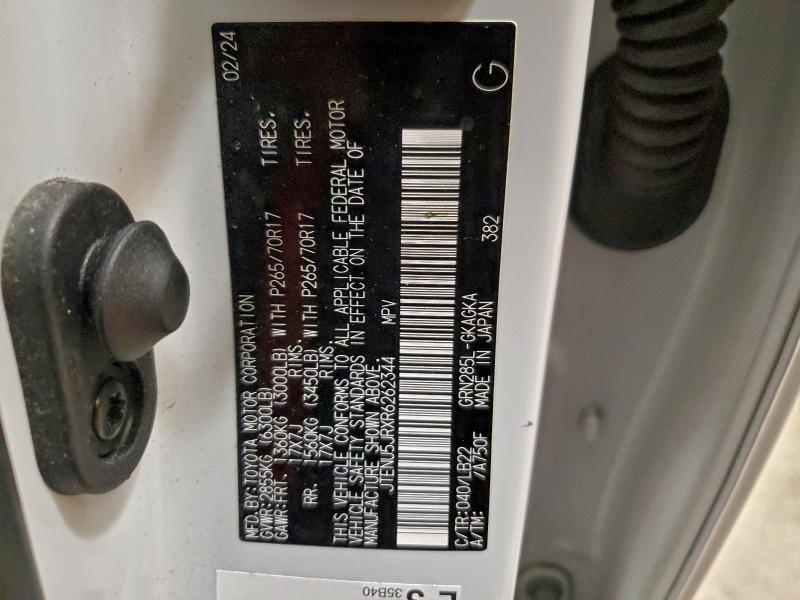 MFD. BY: TOYOTA MOTOR CORPORATION 02/24
GVWR: 2855KG (6300LB)
GAWR: FRT. 1360KG (3000LB) WITH P265/70R17 TIRES.
17X7J RIMS.
RR. 1560KG (3450LB) WITH P265/70R17 TIRES.
17X7J RIMS.
THIS VEHICLE CONFORMS TO ALL APPLICABLE FEDERAL MOTOR
VEHICLE SAFETY STANDARDS IN EFFECT ON THE DATE OF
MANUFACTURE SHOWN ABOVE.
JTENU5JRXR6262344 MPV
C/TR: 040/LB22 GRN285L-GKAGKA 382 G
A/TM: /A750F MADE IN JAPAN
35B40